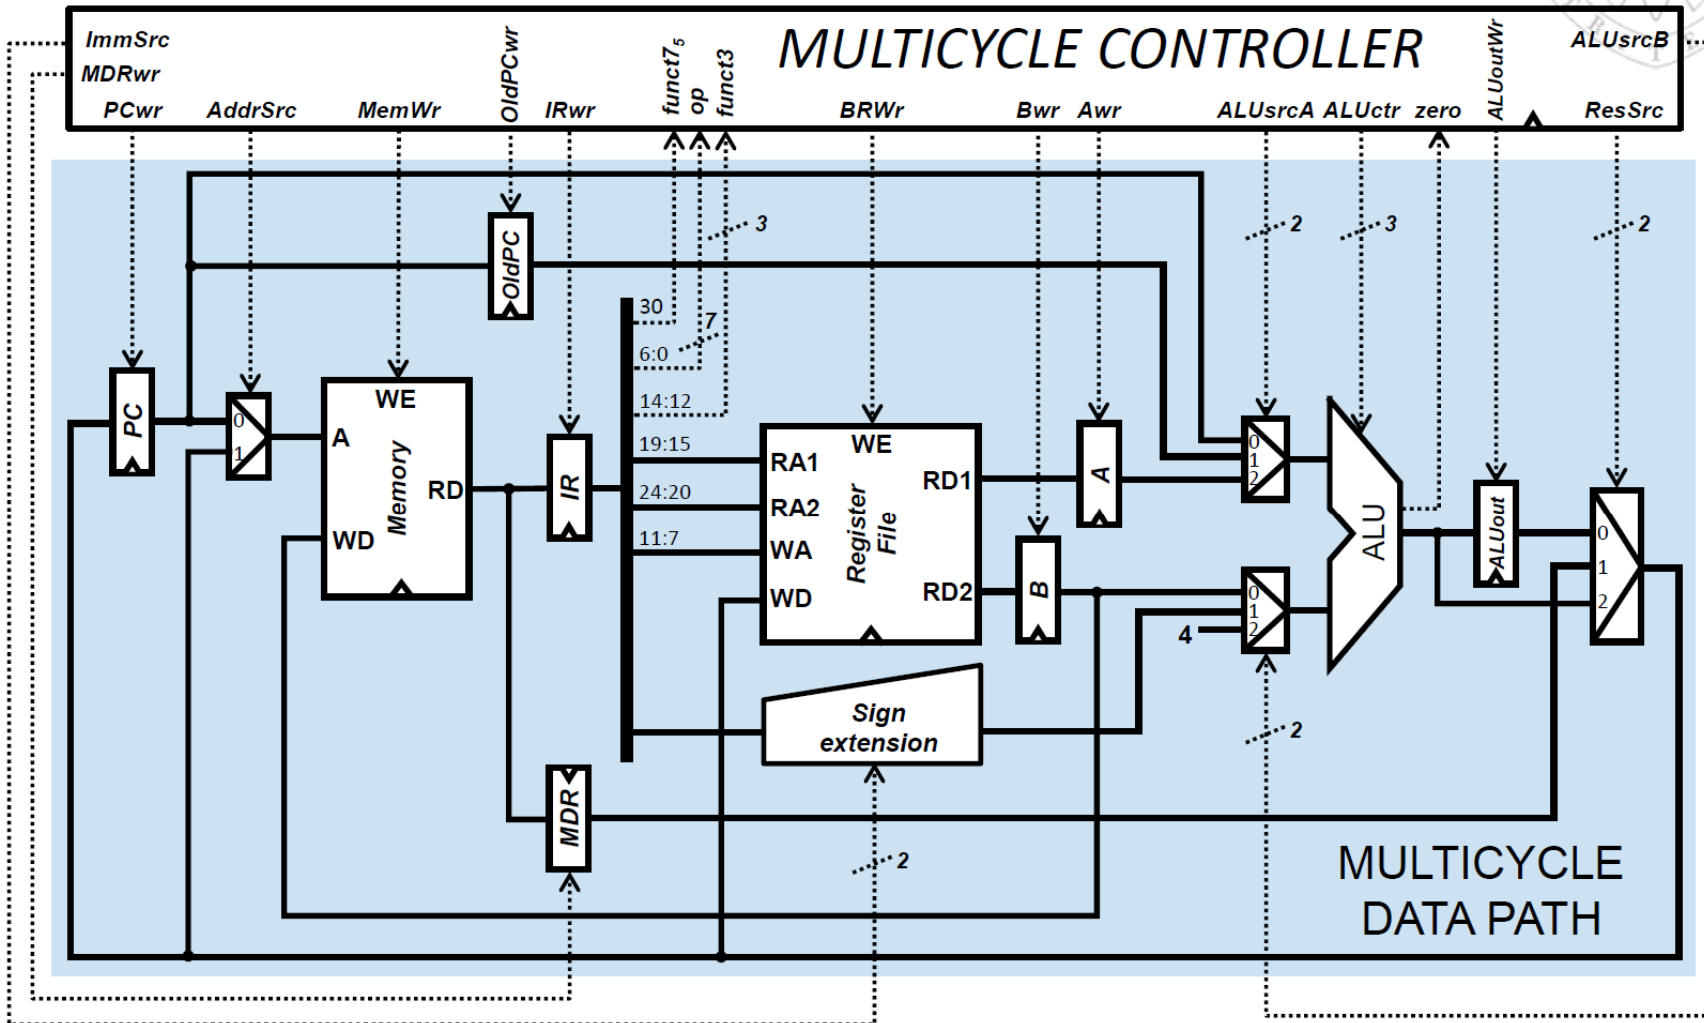 MULTICYCLE CONTROLLER
ImmSrc
MDRwr
PCwr
AddrSrc
MemWr
OldPCwr
IRwr
funct7₅
op
funct3
BRWr
Bwr
Awr
ALUsrcA
ALUctr
zero
ALUoutWr
ALUsrcB
ResSrc
3
2
3
2
OldPC
30
7
6:0
14:12
19:15
24:20
11:7
PC
0
1
WE
A
RD
WD
Memory
IR
WE
RA1
RA2
WA
WD
RD1
RD2
Register
File
A
B
0
1
2
0
1
2
4
ALU
ALUout
0
1
2
Sign
extension
2
MDR
2
MULTICYCLE
DATA PATH